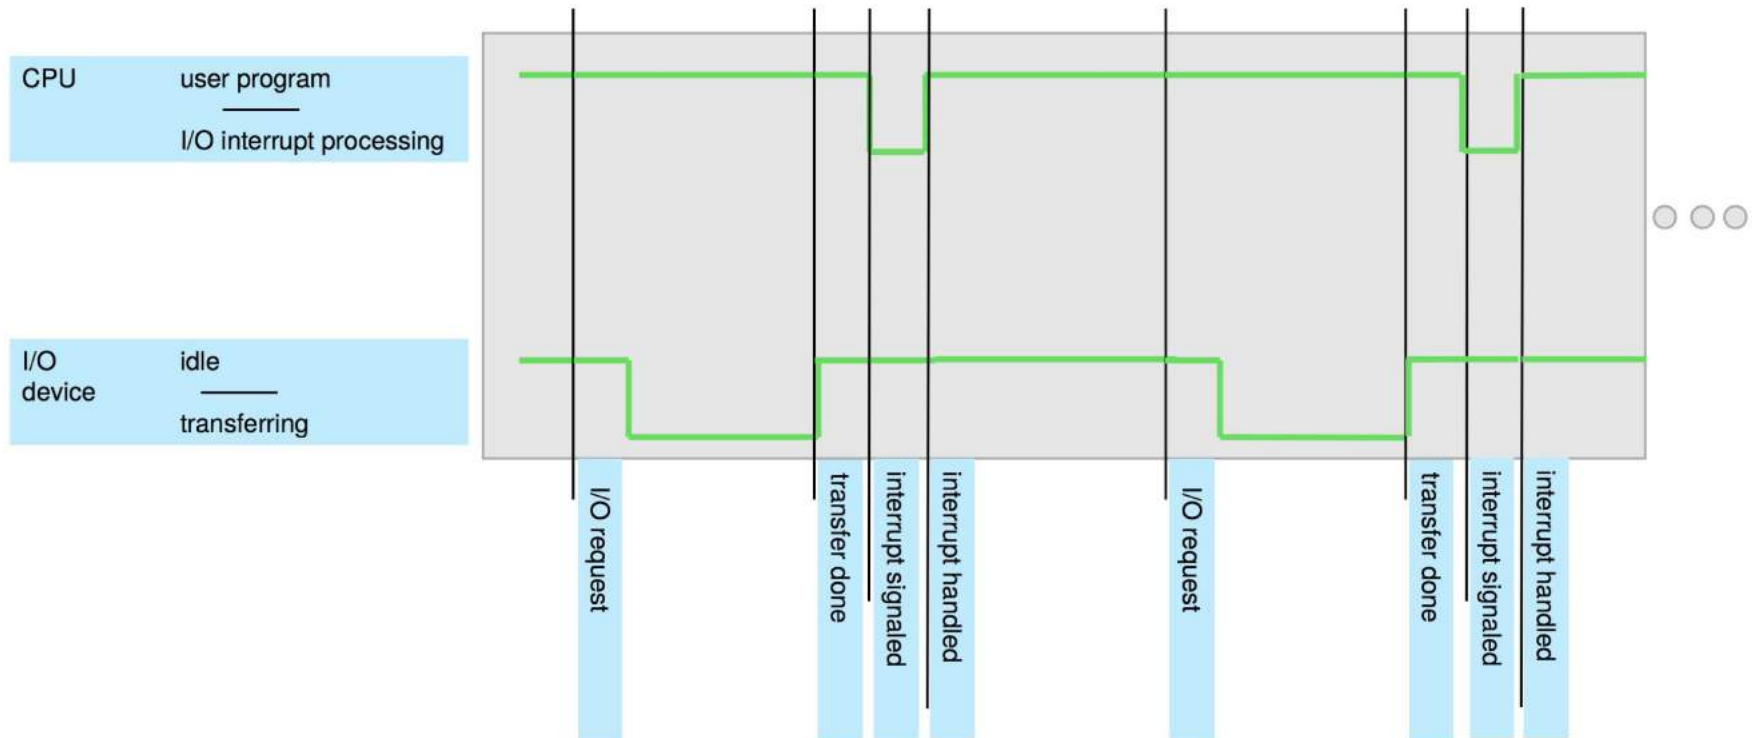 CPU
user program
I/O interrupt processing
I/O
device
idle
transferring
I/O request
transfer done
interrupt signaled
interrupt handled
I/O request
transfer done
interrupt signaled
interrupt handled